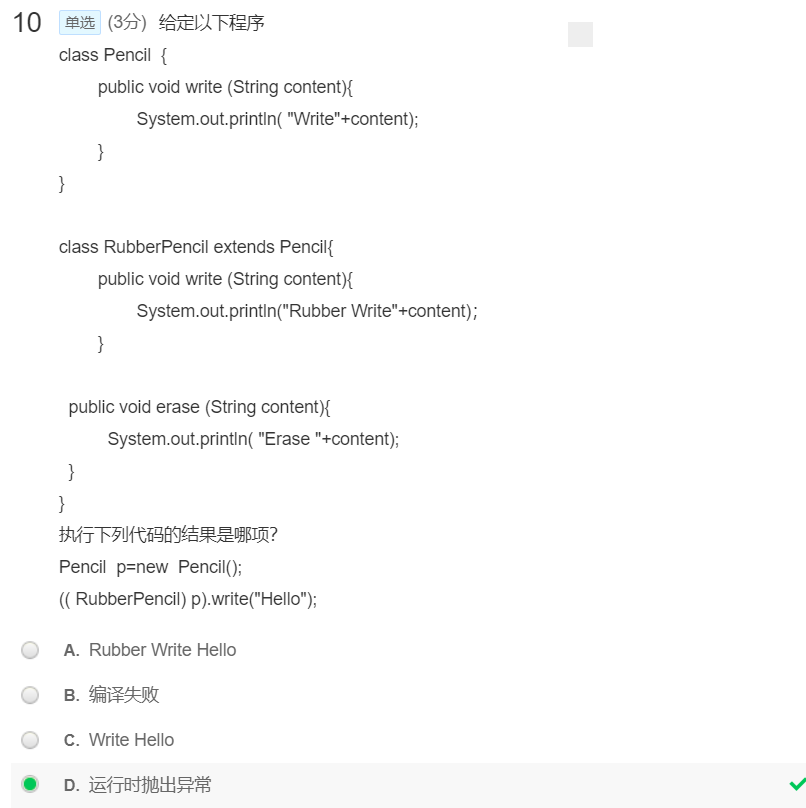 10 单选 (3分) 给定以下程序
class Pencil {
public void write (String content){
System.out.println( "Write"+content);
}
}
class RubberPencil extends Pencil{
public void write (String content){
System.out.println("Rubber Write"+content);
}
public void erase (String content){
System.out.println( "Erase "+content);
}
}
执行下列代码的结果是哪项?
Pencil p=new Pencil();
(( RubberPencil) p).write("Hello");
A. Rubber Write Hello
B. 编译失败
C. Write Hello
D. 运行时抛出异常